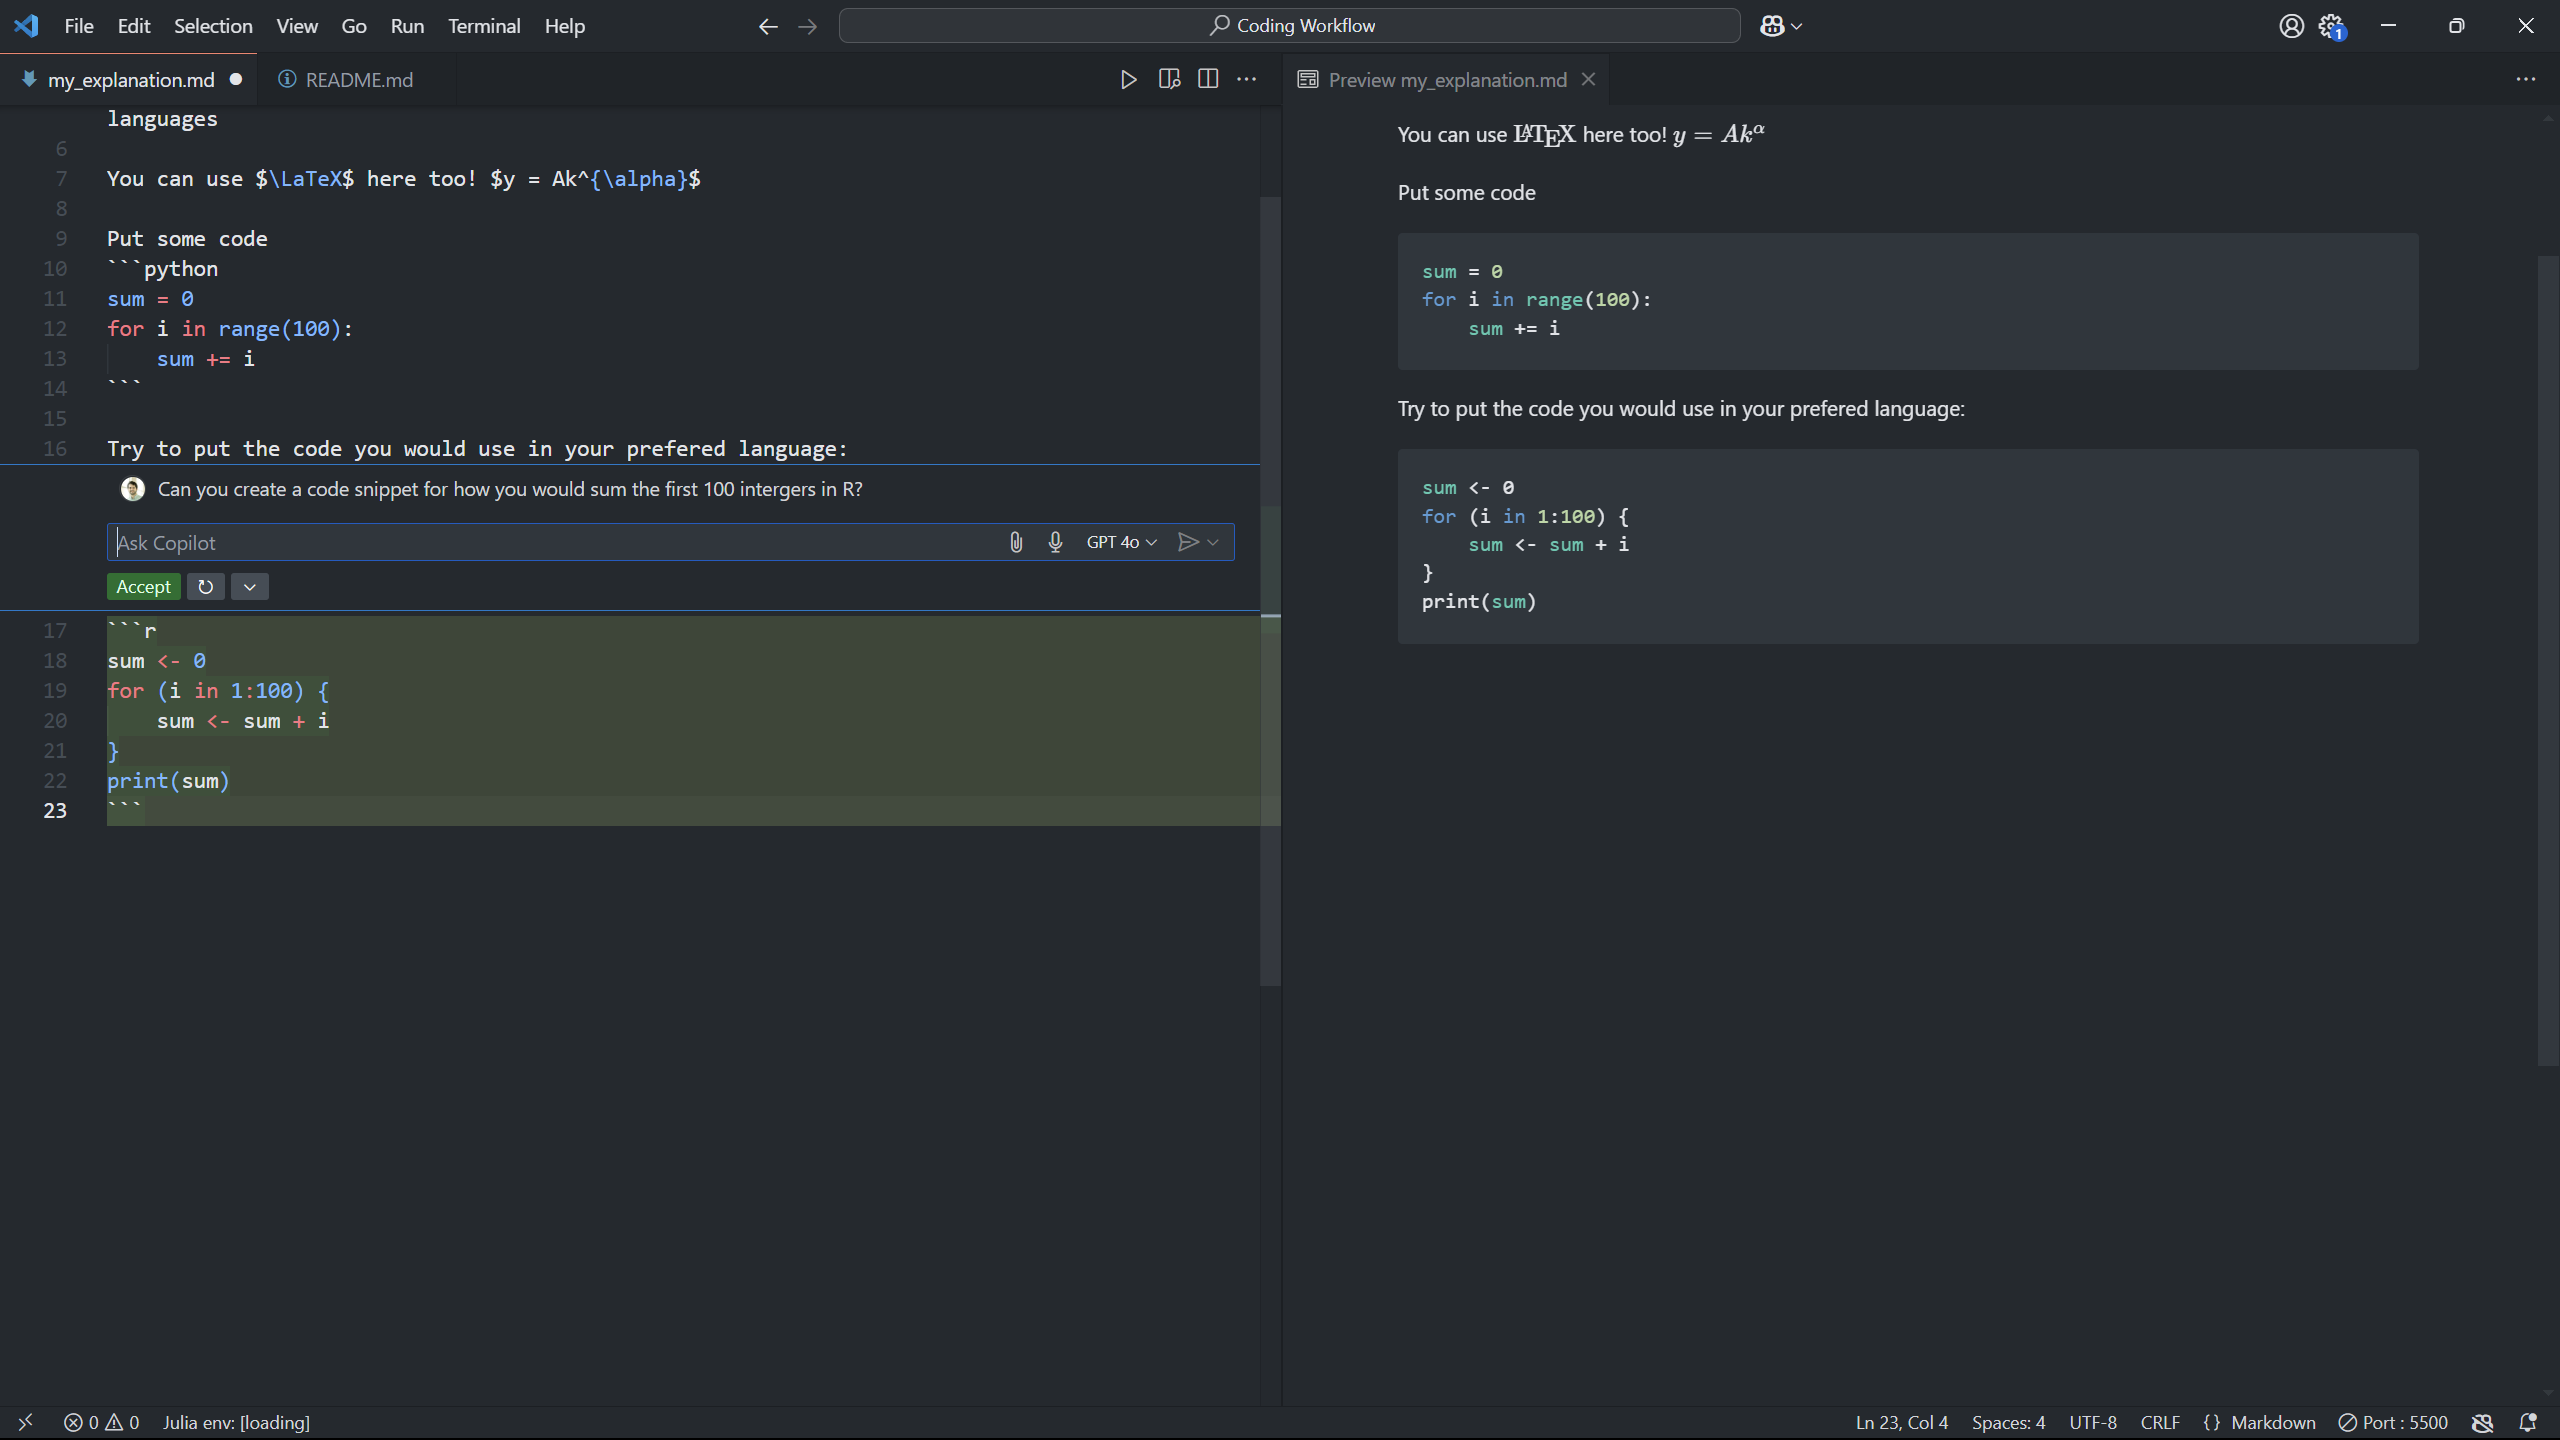 File Edit Selection View Go Run Terminal Help
Coding Workflow
1
my_explanation.md
README.md
Preview my_explanation.md
languages
6
7 You can use $\LaTeX$ here too! $y = Ak^{\alpha}$
8
9 Put some code
10 ```python
11 sum = 0
12 for i in range(100):
13 sum += i
14 ```
15
16 Try to put the code you would use in your prefered language:
Can you create a code snippet for how you would sum the first 100 intergers in R?
Ask Copilot
GPT 4o
Accept
17 ```r
18 sum <- 0
19 for (i in 1:100) {
20 sum <- sum + i
21 }
22 print(sum)
23 ```
You can use LATEX here too! y = Ak^α
Put some code
sum = 0
for i in range(100):
sum += i
Try to put the code you would use in your prefered language:
sum <- 0
for (i in 1:100) {
sum <- sum + i
}
print(sum)
0 0 Julia env: [loading]
Ln 23, Col 4 Spaces: 4 UTF-8 CRLF {} Markdown Port : 5500